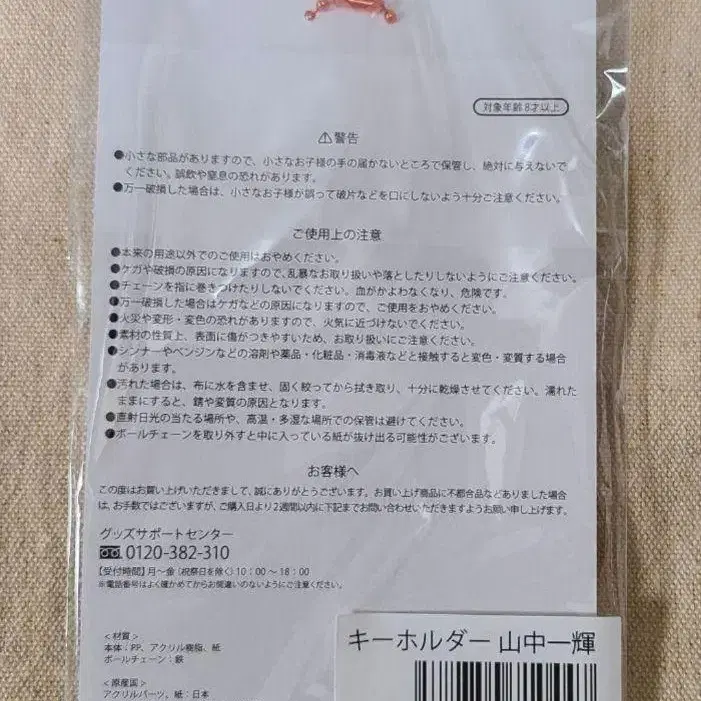 対象年齢8才以上
⚠警告
●小さな部品がありますので、小さなお子様の手の届かないところで保管し、絶対に与えないで
ください。誤飲や窒息の恐れがあります。
●万一破損した場合は、小さなお子様が誤って破片などを口にしないよう十分ご注意ください。
ご使用上の注意
●本来の用途以外でのご使用はおやめください。
●ケガや破損の原因になりますので、乱暴なお取り扱いや落としたりしないようにご注意ください。
●チェーンを指に巻きつけたりしないでください。血がかよわなくなり、危険です。
●万一破損した場合はケガなどの原因になりますので、ご使用をおやめください。
●火災や変形・変色の恐れがありますので、火気に近づけないでください。
●素材の性質上、表面に傷がつきやすいため、お取り扱いにご注意ください。
●シンナーやベンジンなどの溶剤や薬品・化粧品・消毒液などと接触すると変色・変質する場合
があります。
●汚れた場合は、布に水を含ませ、固く絞ってから拭き取り、十分に乾燥させてください。濡れた
ままにすると、錆や変質の原因となります。
●直射日光の当たる場所や、高温・多湿な場所での保管は避けてください。
●ボールチェーンを取り外すと中に入っている紙が抜け出る可能性がございます。
お客様へ
この度はお買い上げいただきまして、誠にありがとうございます。お買い上げ商品に不都合品などありました場合
は、お手数ではございますが、ご購入日より2週間以内に下記までお問い合わせいただきますようお願い申し上げます。
グッズサポートセンター
0120-382-310
【受付時間】月〜金（祝祭日を除く）10：00〜18：00
※電話番号はよく確かめてからお間違いのないようにご注意ください。
＜材質＞
本体：PP、アクリル樹脂、紙
ボールチェーン：鉄
＜原産国＞
アクリルパーツ、紙：日本
キーホルダー 山中一輝